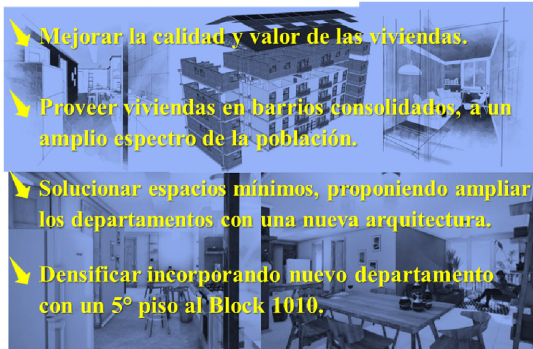 Mejorar la calidad y valor de las viviendas.
Proveer viviendas en barrios consolidados, a un
amplio espectro de la población.
Solucionar espacios mínimos, proponiendo ampliar
los departamentos con una nueva arquitectura.
Densificar incorporando nuevo departamento
con un 5° piso al Block 1010.